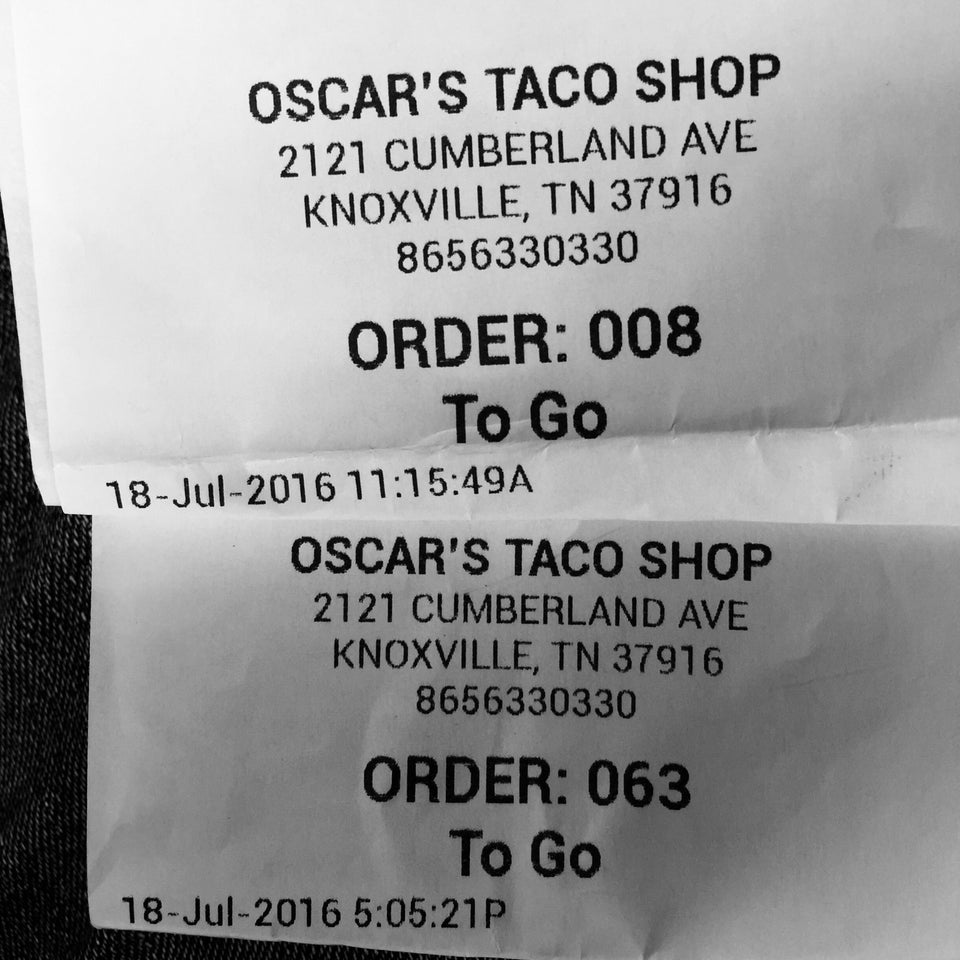 OSCAR'S TACO SHOP
2121 CUMBERLAND AVE
KNOXVILLE, TN 37916
8656330330
ORDER: 008
To Go
18-Jul-2016 11:15:49A
OSCAR'S TACO SHOP
2121 CUMBERLAND AVE
KNOXVILLE, TN 37916
8656330330
ORDER: 063
To Go
18-Jul-2016 5:05:21P